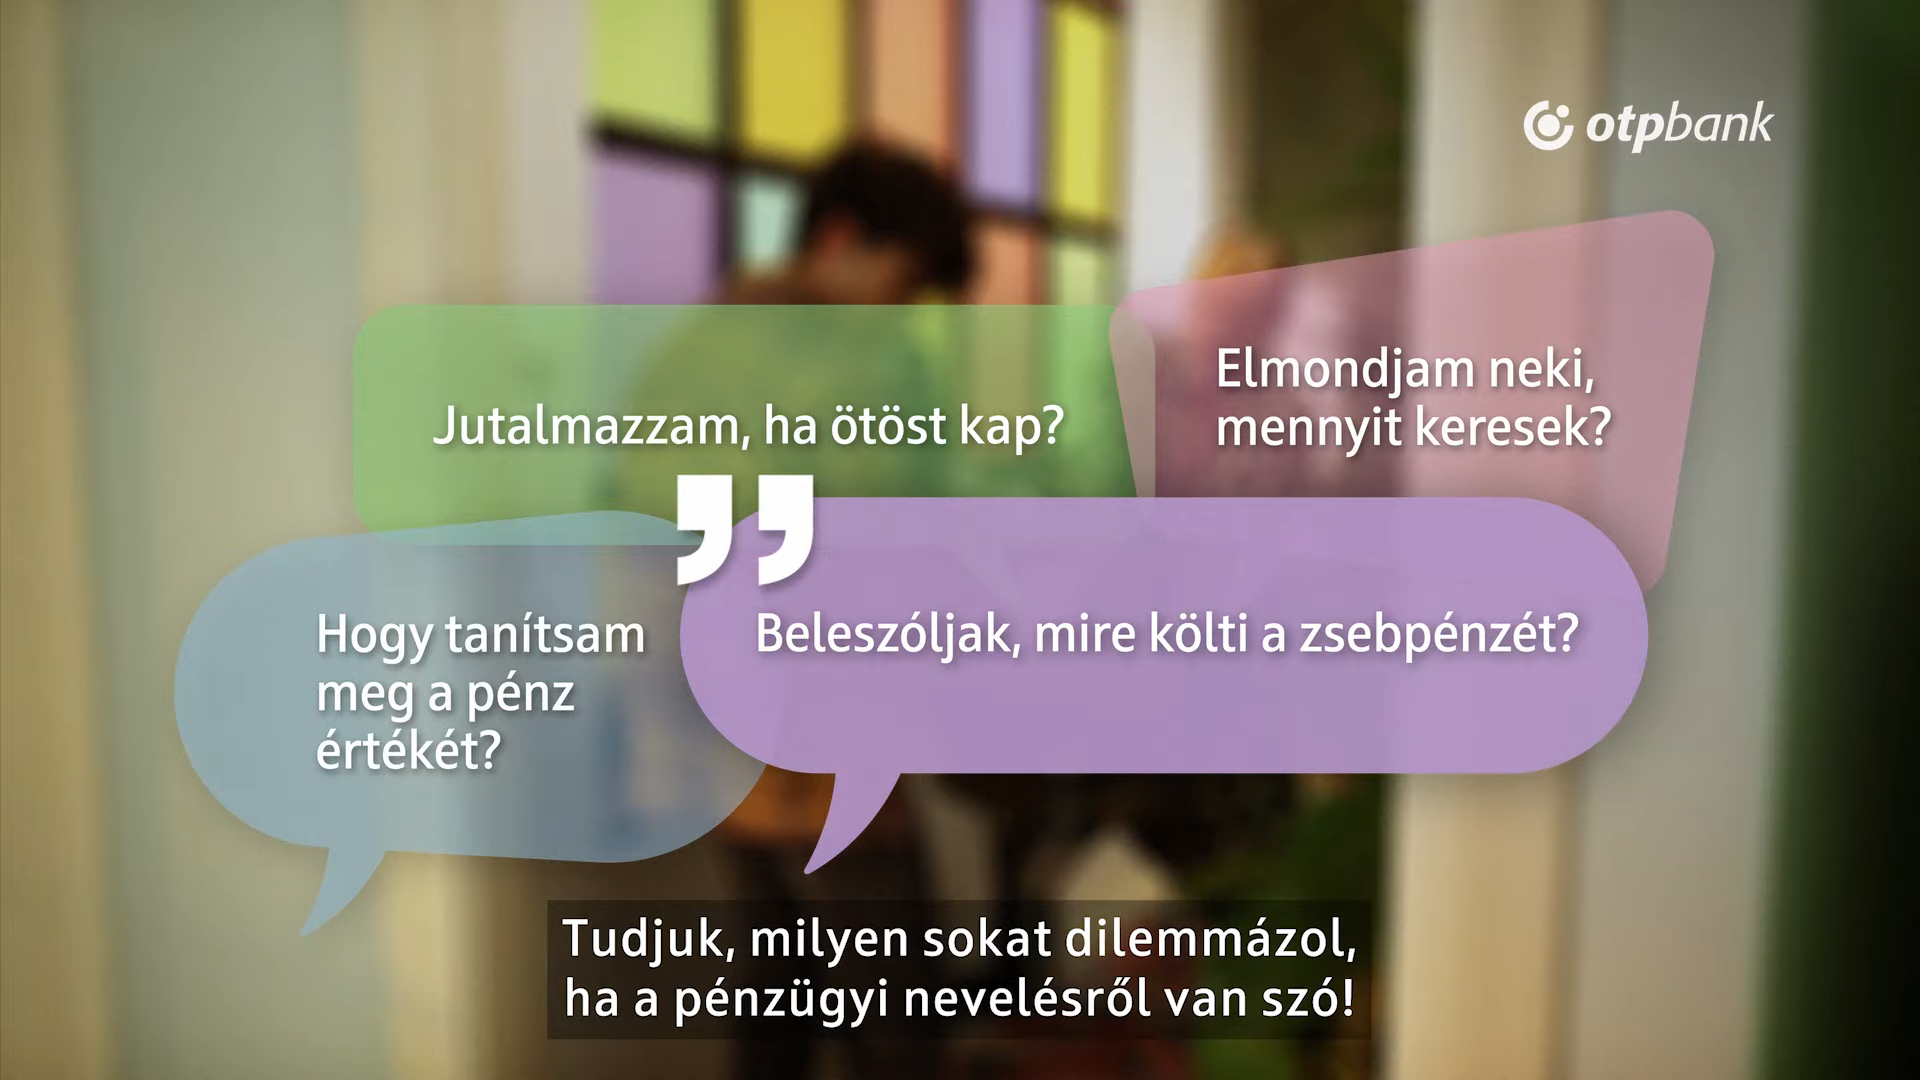 otpbank
Elmondjam neki,
mennyit keresek?
Jutalmazzam, ha ötöst kap?
Hogy tanítsam
meg a pénz
értékét?
Beleszóljak, mire költi a zsebpénzét?
Tudjuk, milyen sokat dilemmázol,
ha a pénzügyi nevelésről van szó!